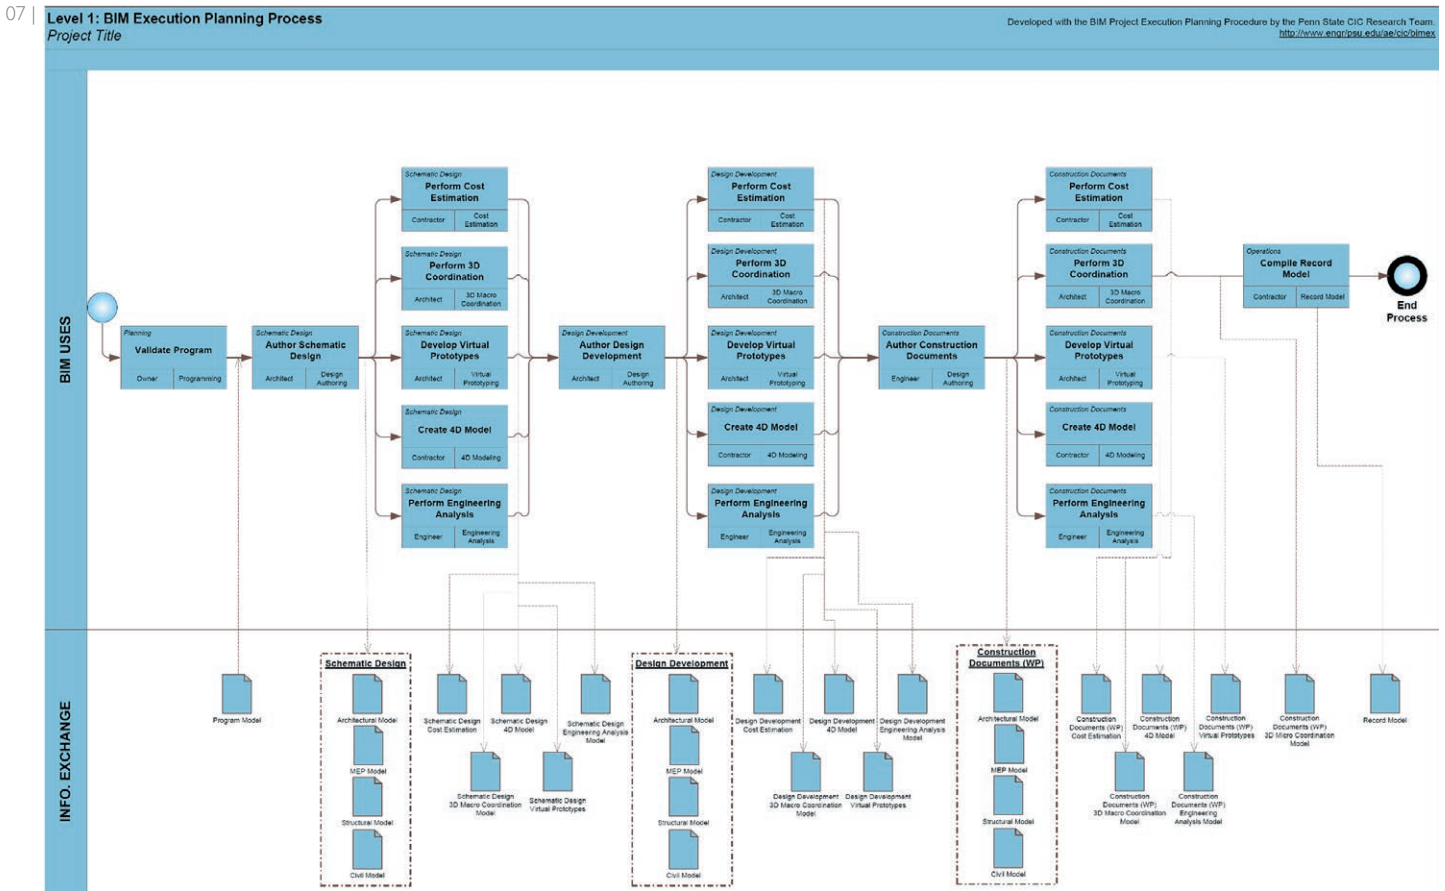 07 |
Level 1: BIM Execution Planning Process
Project Title
Developed with the BIM Project Execution Planning Procedure by the Penn State CIC Research Team.
http://www.engr/psu.edu/ae/cic/bimex
BIM USES
Planning
Validate Program
Owner
Programming
Schematic Design
Author Schematic
Design
Architect
Design
Authoring
Schematic Design
Perform Cost
Estimation
Contractor
Cost
Estimation
Schematic Design
Perform 3D
Coordination
Architect
3D Macro
Coordination
Schematic Design
Develop Virtual
Prototypes
Architect
Virtual
Prototyping
Schematic Design
Create 4D Model
Contractor
4D Modeling
Schematic Design
Perform Engineering
Analysis
Engineer
Engineering
Analysis
Design Development
Author Design
Development
Architect
Design
Authoring
Design Development
Perform Cost
Estimation
Contractor
Cost
Estimation
Design Development
Perform 3D
Coordination
Architect
3D Macro
Coordination
Design Development
Develop Virtual
Prototypes
Architect
Virtual
Prototyping
Design Development
Create 4D Model
Contractor
4D Modeling
Design Development
Perform Engineering
Analysis
Engineer
Engineering
Analysis
Construction Documents
Author Construction
Documents
Engineer
Design
Authoring
Construction Documents
Perform Cost
Estimation
Contractor
Cost
Estimation
Construction Documents
Perform 3D
Coordination
Architect
3D Macro
Coordination
Construction Documents
Develop Virtual
Prototypes
Architect
Virtual
Prototyping
Construction Documents
Create 4D Model
Contractor
4D Modeling
Construction Documents
Perform Engineering
Analysis
Engineer
Engineering
Analysis
Operations
Compile Record
Model
Contractor
Record Model
End
Process
INFO. EXCHANGE
Program Model
Schematic Design
Architectural Model
MEP Model
Structural Model
Civil Model
Schematic Design
Cost Estimation
Schematic Design
3D Macro Coordination
Model
Schematic Design
4D Model
Schematic Design
Virtual Prototypes
Schematic Design
Engineering Analysis
Model
Design Development
Architectural Model
MEP Model
Structural Model
Civil Model
Design Development
Cost Estimation
Design Development
3D Macro Coordination
Model
Design Development
4D Model
Design Development
Virtual Prototypes
Design Development
Engineering Analysis
Model
Construction
Documents (WP)
Architectural Model
MEP Model
Structural Model
Civil Model
Construction
Documents (WP)
Cost Estimation
Construction
Documents (WP)
3D Macro Coordination
Model
Construction
Documents (WP)
4D Model
Construction
Documents (WP)
Engineering
Analysis Model
Construction
Documents (WP)
Virtual Prototypes
Construction
Documents (WP)
3D Micro Coordination
Model
Record Model